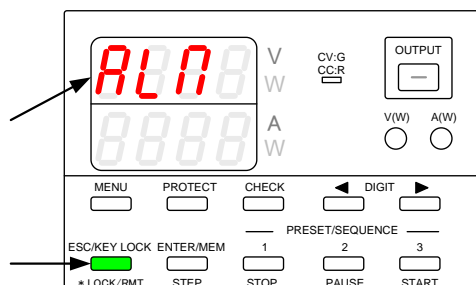 ALM
V
W
A
W
CV:G
CC:R
OUTPUT
V(W) A(W)
MENU PROTECT CHECK ◀ DIGIT ▶
PRESET/SEQUENCE
ESC/KEY LOCK ENTER/MEM 1 2 3
*LOCK/RMT STEP STOP PAUSE START